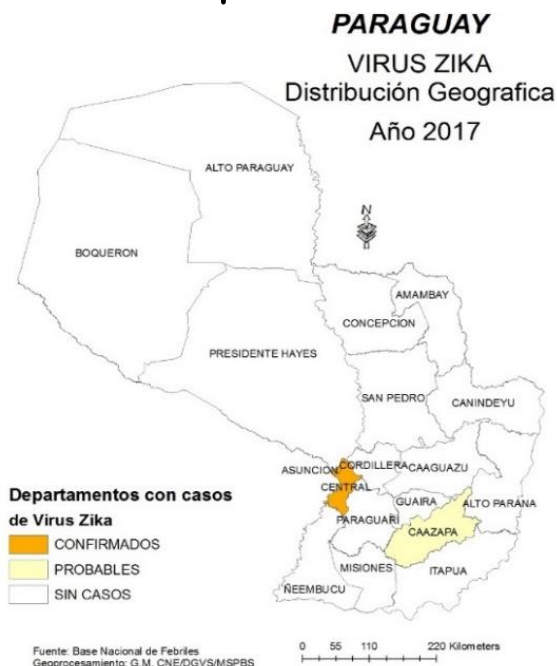 PARAGUAY
VIRUS ZIKA
Distribución Geografica
Año 2017
ALTO PARAGUAY
N
BOQUERON
AMAMBAY
CONCEPCION
PRESIDENTE HAYES
SAN PEDRO
CANINDEYU
ASUNCION
CORDILLERA
CAAGUAZU
CENTRAL
GUAIRA
ALTO PARANA
PARAGUARÍ
CAAZAPA
MISIONES
ITAPUA
ÑEEMBUCU
Departamentos con casos
de Virus Zika
CONFIRMADOS
PROBABLES
SIN CASOS
0 55 110 220 Kilometers
Fuente: Base Nacional de Febriles
Geoprocesamiento: G.M. CNE/DGVS/MSPBS